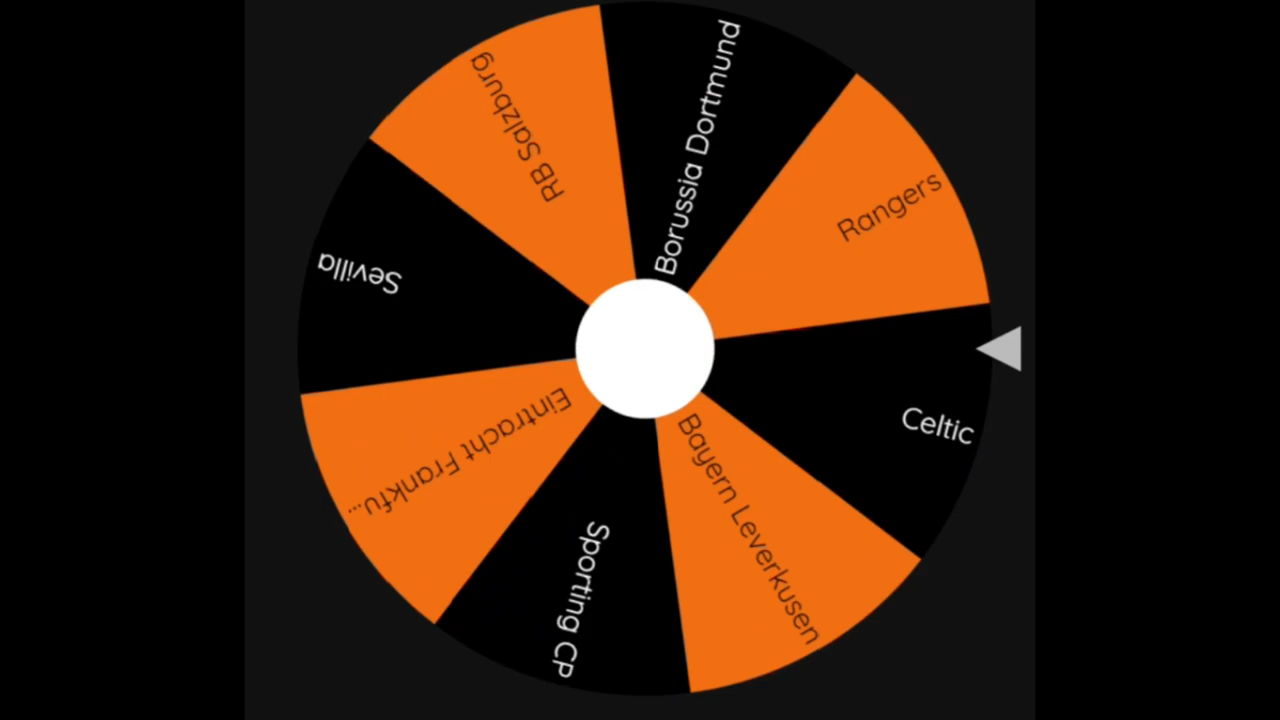 Borussia Dortmund
Rangers
Celtic
Bayern Leverkusen
Sporting CP
Eintracht Frankfu...
Sevilla
RB Salzburg